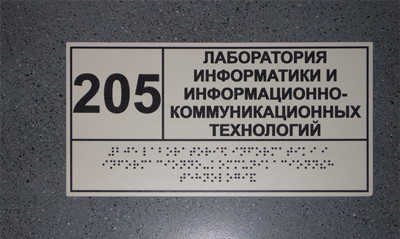 205
ЛАБОРАТОРИЯ
ИНФОРМАТИКИ И
ИНФОРМАЦИОННО-
КОММУНИКАЦИОННЫХ
ТЕХНОЛОГИЙ